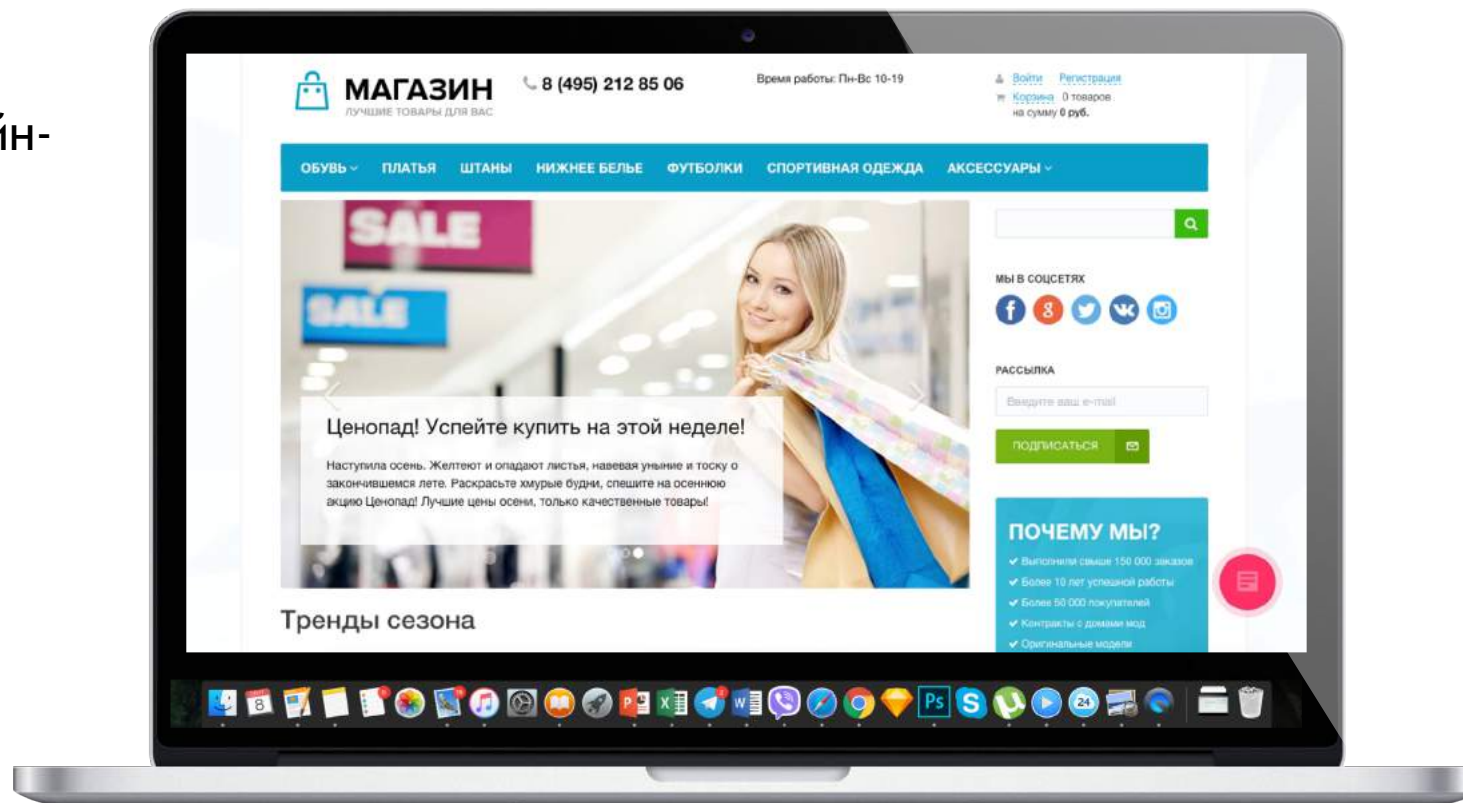 йн-
МАГАЗИН
ЛУЧШИЕ ТОВАРЫ ДЛЯ ВАС
8 (495) 212 85 06
Время работы: Пн-Вс 10-19
Войти Регистрация
Корзина 0 товаров
на сумму 0 руб.
ОБУВЬ ПЛАТЬЯ ШТАНЫ НИЖНЕЕ БЕЛЬЕ ФУТБОЛКИ СПОРТИВНАЯ ОДЕЖДА АКСЕССУАРЫ
SALE
SALE
Ценопад! Успейте купить на этой неделе!
Наступила осень. Желтеют и опадают листья, навевая уныние и тоску о
закончившемся лете. Раскрасьте хмурые будни, спешите на осеннюю
акцию Ценопад! Лучшие цены осени, только качественные товары!
Тренды сезона
МЫ В СОЦСЕТЯХ
РАССЫЛКА
Введите ваш e-mail
ПОДПИСАТЬСЯ
ПОЧЕМУ МЫ?
Выполнили свыше 150 000 заказов
Более 10 лет успешной работы
Более 50 000 покупателей
Контракты с домами мод
Оригинальные модели
8
Ps
24